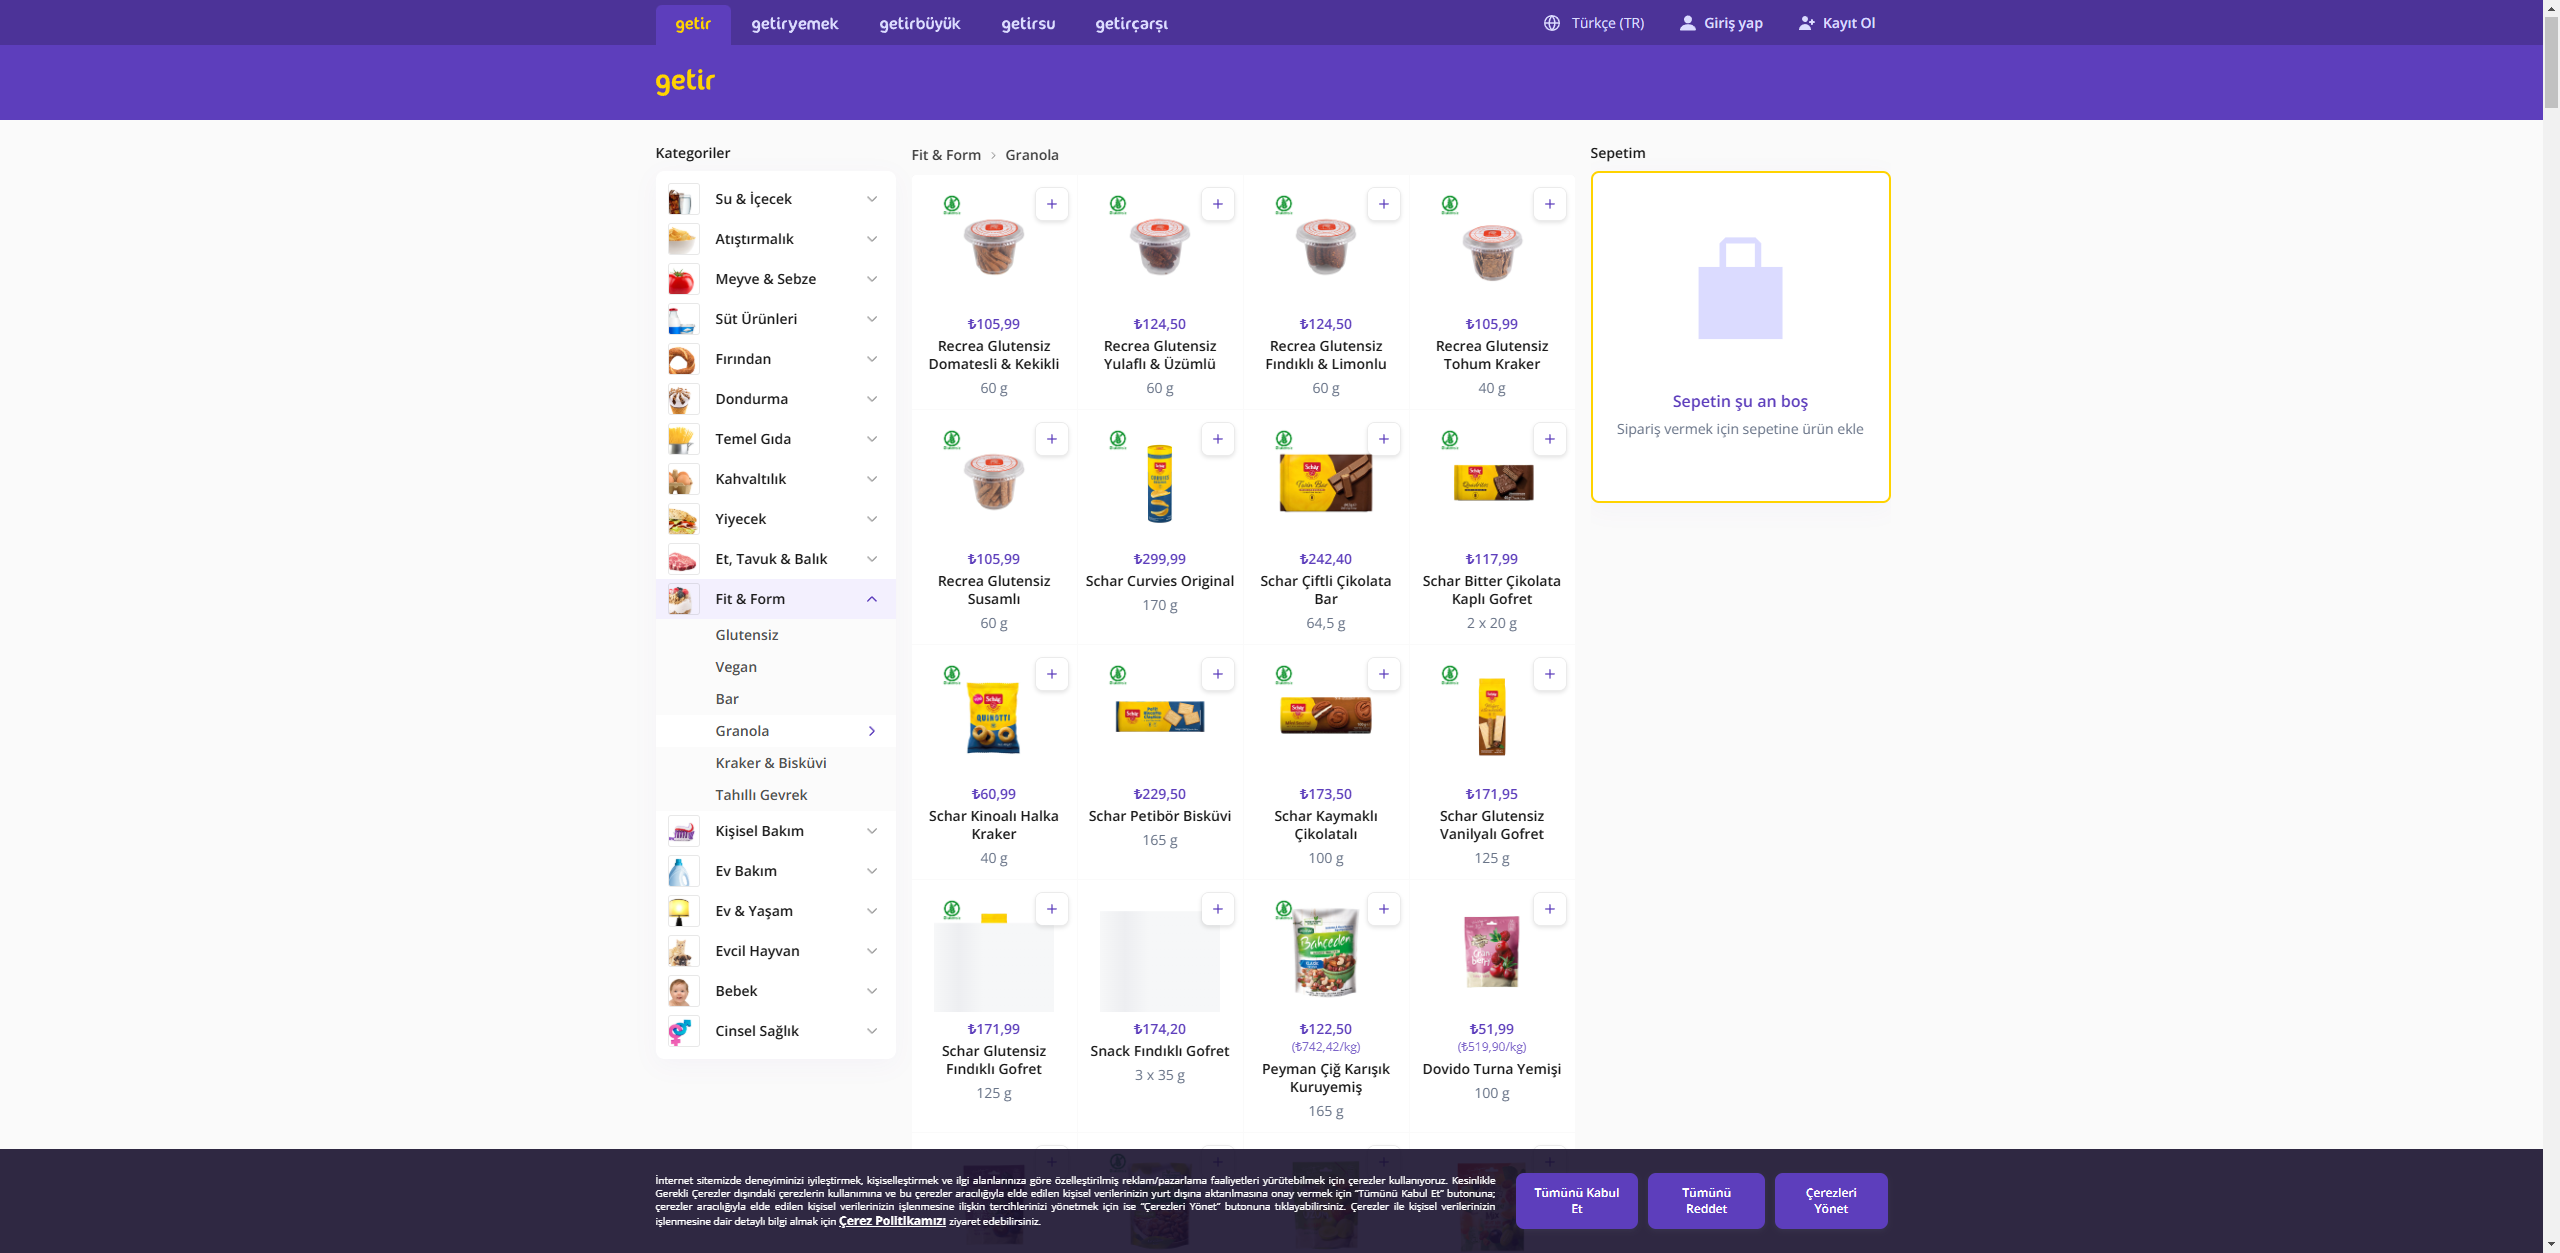 getir
getiryemek
getirbüyük
getirsu
getirçarşı
Türkçe (TR)
Giriş yap
Kayıt Ol
getir
Kategoriler
Su & İçecek
Atıştırmalık
Meyve & Sebze
Süt Ürünleri
Fırından
Dondurma
Temel Gıda
Kahvaltılık
Yiyecek
Et, Tavuk & Balık
Fit & Form
Glutensiz
Vegan
Bar
Granola
Kraker & Bisküvi
Tahıllı Gevrek
Kişisel Bakım
Ev Bakım
Ev & Yaşam
Evcil Hayvan
Bebek
Cinsel Sağlık
Fit & Form > Granola
₺105,99
Recrea Glutensiz
Domatesli & Kekikli
60 g
₺124,50
Recrea Glutensiz
Yulaflı & Üzümlü
60 g
₺124,50
Recrea Glutensiz
Fındıklı & Limonlu
60 g
₺105,99
Recrea Glutensiz
Tohum Kraker
40 g
₺105,99
Recrea Glutensiz
Susamlı
60 g
₺299,99
Schar Curvies Original
170 g
₺242,40
Schar Çiftli Çikolata
Bar
64,5 g
₺117,99
Schar Bitter Çikolata
Kaplı Gofret
2 x 20 g
Schär
QUINOTTI
₺60,99
Schar Kinoalı Halka
Kraker
40 g
₺229,50
Schar Petibör Bisküvi
165 g
₺173,50
Schar Kaymaklı
Çikolatalı
100 g
₺171,95
Schar Glutensiz
Vanilyalı Gofret
125 g
₺171,99
Schar Glutensiz
Fındıklı Gofret
125 g
₺174,20
Snack Fındıklı Gofret
3 x 35 g
Bahçeden
₺122,50
(₺742,42/kg)
Peyman Çiğ Karışık
Kuruyemiş
165 g
₺51,99
(₺519,90/kg)
Dovido Turna Yemişi
100 g
Sepetim
Sepetin şu an boş
Sipariş vermek için sepetine ürün ekle
İnternet sitemizde deneyiminizi iyileştirmek, kişiselleştirmek ve ilgi alanlarınıza göre özelleştirilmiş reklam/pazarlama faaliyetleri yürütebilmek için çerezler kullanıyoruz. Kesinlikle
Gerekli Çerezler dışındaki çerezlerin kullanımına ve bu çerezler aracılığıyla elde edilen kişisel verilerinizin yurt dışına aktarılmasına onay vermek için “Tümünü Kabul Et” butonuna;
çerezler aracılığıyla elde edilen kişisel verilerinizin işlenmesine ilişkin tercihlerinizi yönetmek için ise “Çerezleri Yönet” butonuna tıklayabilirsiniz. Çerezler ile kişisel verilerinizin
işlenmesine dair detaylı bilgi almak için Çerez Politikamızı ziyaret edebilirsiniz.
Tümünü Kabul
Et
Tümünü
Reddet
Çerezleri
Yönet